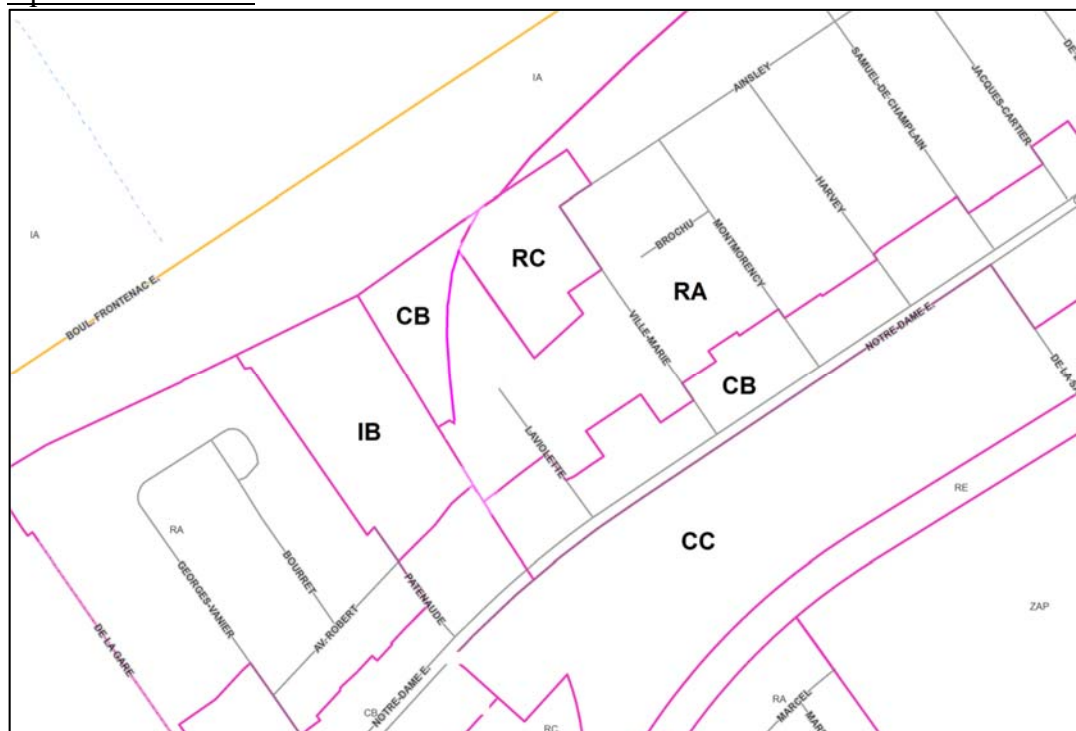 IA
AINSLEY
SAMUEL-DE-CHAMPLAIN
JACQUES-CARTIER
IA
HARVEY
BROCHU
MONTMORENCY
RC
RA
BOUL. FRONTENAC E.
CB
VILLE-MARIE
NOTRE-DAME E.
CB
IB
LAVIOLETTE
RE
RA
CC
BOURRET
GEORGES-VANIER
PATENAUDE
AV. ROBERT
ZAP
DE LA GARE
NOTRE-DAME E.
CB
RC
RA
MARCEL